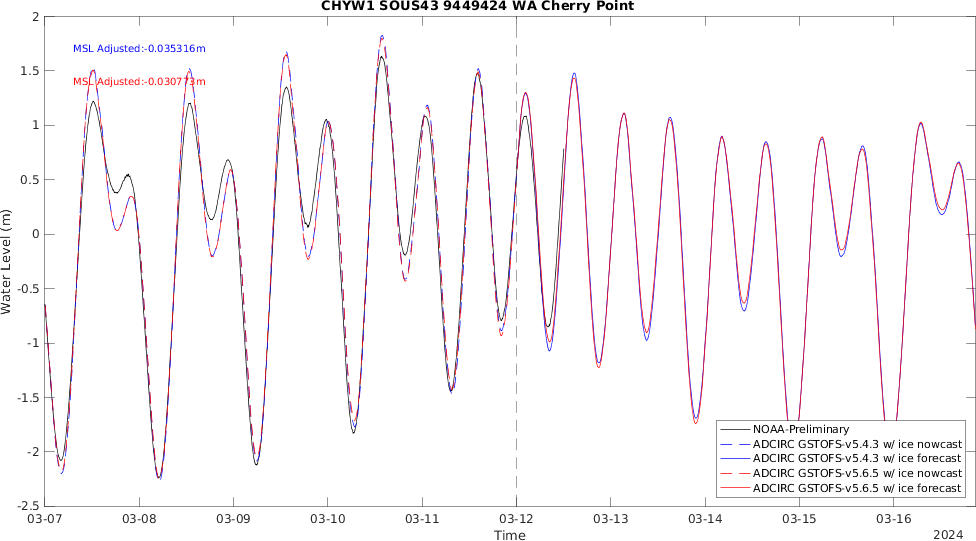 CHYW1 SOUS43 9449424 WA Cherry Point
MSL Adjusted:-0.035316m
MSL Adjusted:-0.030773m
2
1.5
1
0.5
0
-0.5
-1
-1.5
-2
-2.5
Water Level (m)
NOAA-Preliminary
ADCIRC GSTOFS-v5.4.3 w/ ice nowcast
ADCIRC GSTOFS-v5.4.3 w/ ice forecast
ADCIRC GSTOFS-v5.6.5 w/ ice nowcast
ADCIRC GSTOFS-v5.6.5 w/ ice forecast
03-07 03-08 03-09 03-10 03-11 03-12 03-13 03-14 03-15 03-16
Time
2024